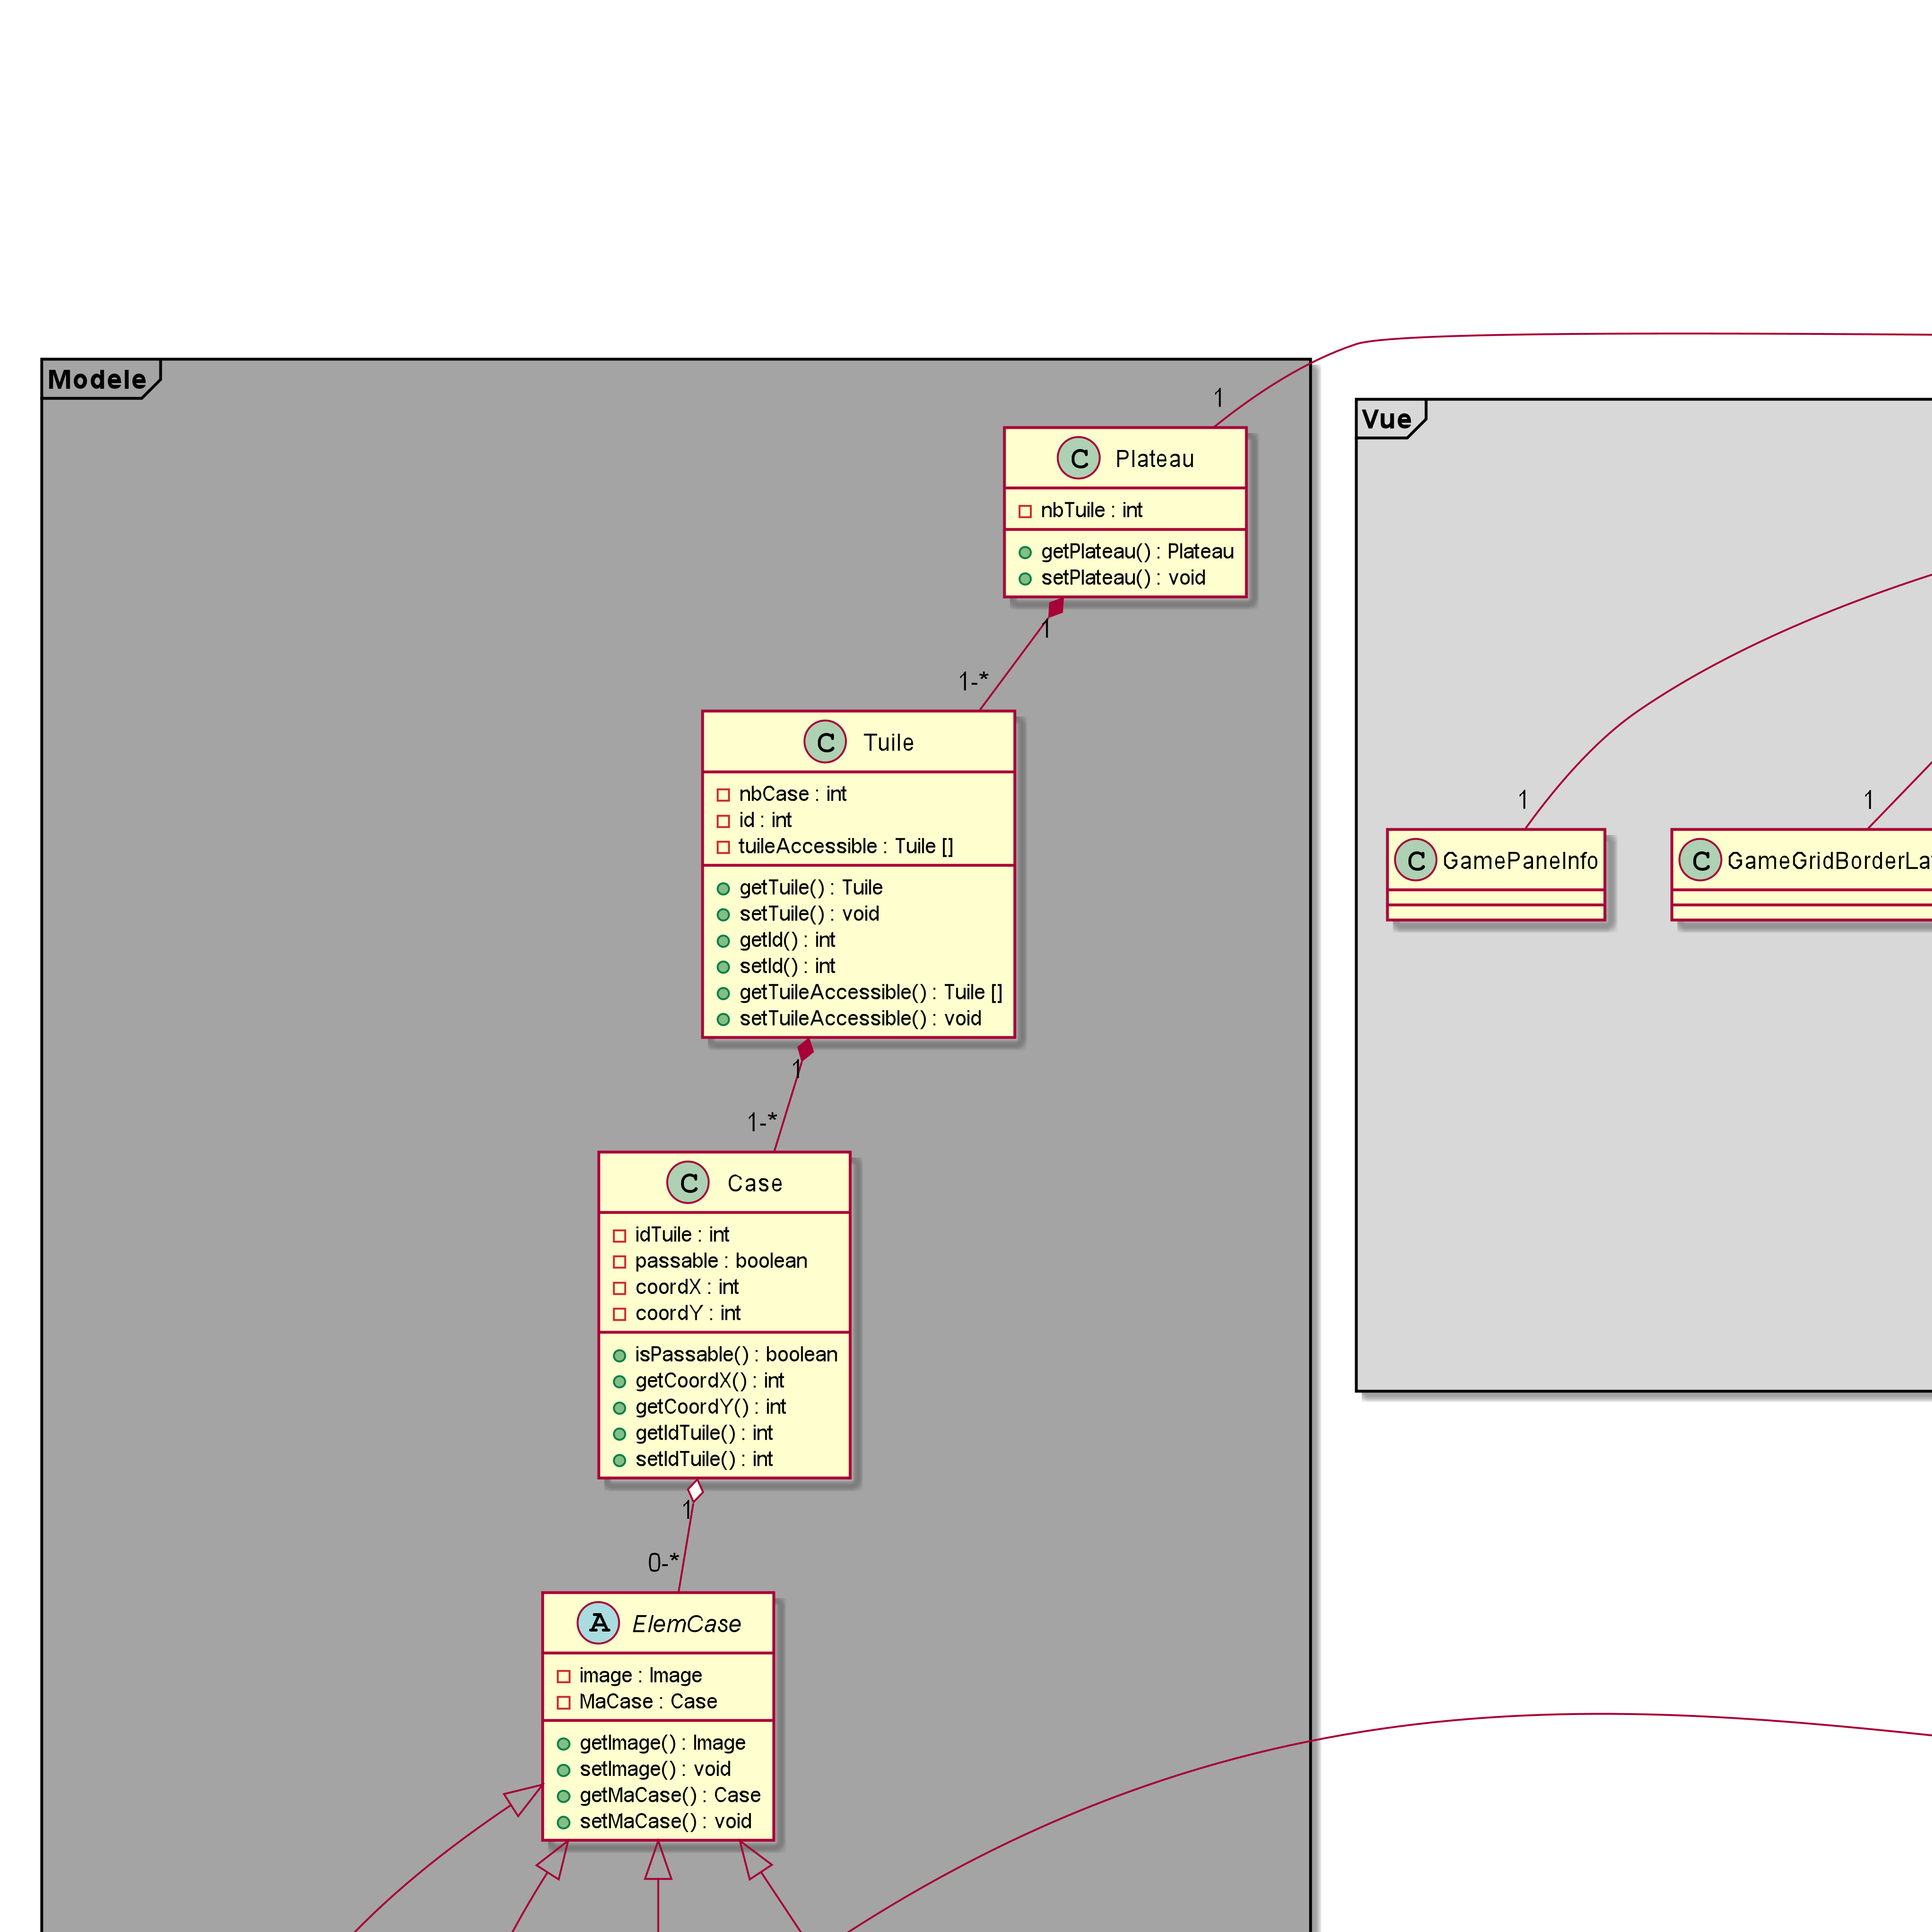 Modele
1
C Plateau
nbTuile : int
getPlateau() : Plateau
setPlateau() : void
1
1-*
C Tuile
nbCase : int
id : int
tuileAccessible : Tuile []
getTuile() : Tuile
setTuile() : void
getId() : int
setId() : int
getTuileAccessible() : Tuile []
setTuileAccessible() : void
1
1-*
C Case
idTuile : int
passable : boolean
coordX : int
coordY : int
isPassable() : boolean
getCoordX() : int
getCoordY() : int
getIdTuile() : int
setIdTuile() : int
1
0-*
A ElemCase
image : Image
MaCase : Case
getImage() : Image
setImage() : void
getMaCase() : Case
setMaCase() : void
Vue
1
C GamePaneInfo
1
C